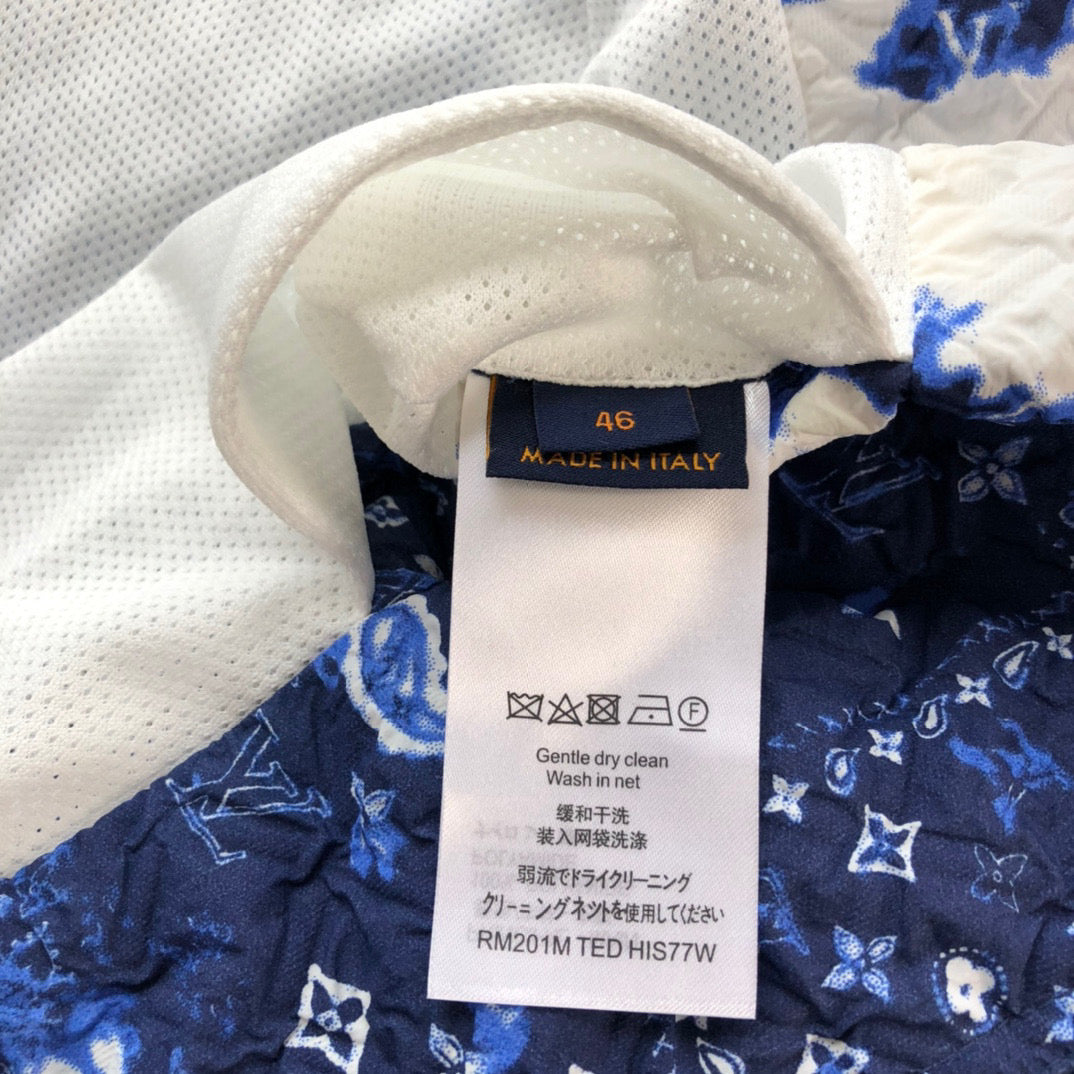 46
MADE IN ITALY
Gentle dry clean
Wash in net
缓和干洗
装入网袋洗涤
弱流でドライクリーニング
クリーニングネットを使用してください
RM201M TED HIS77W